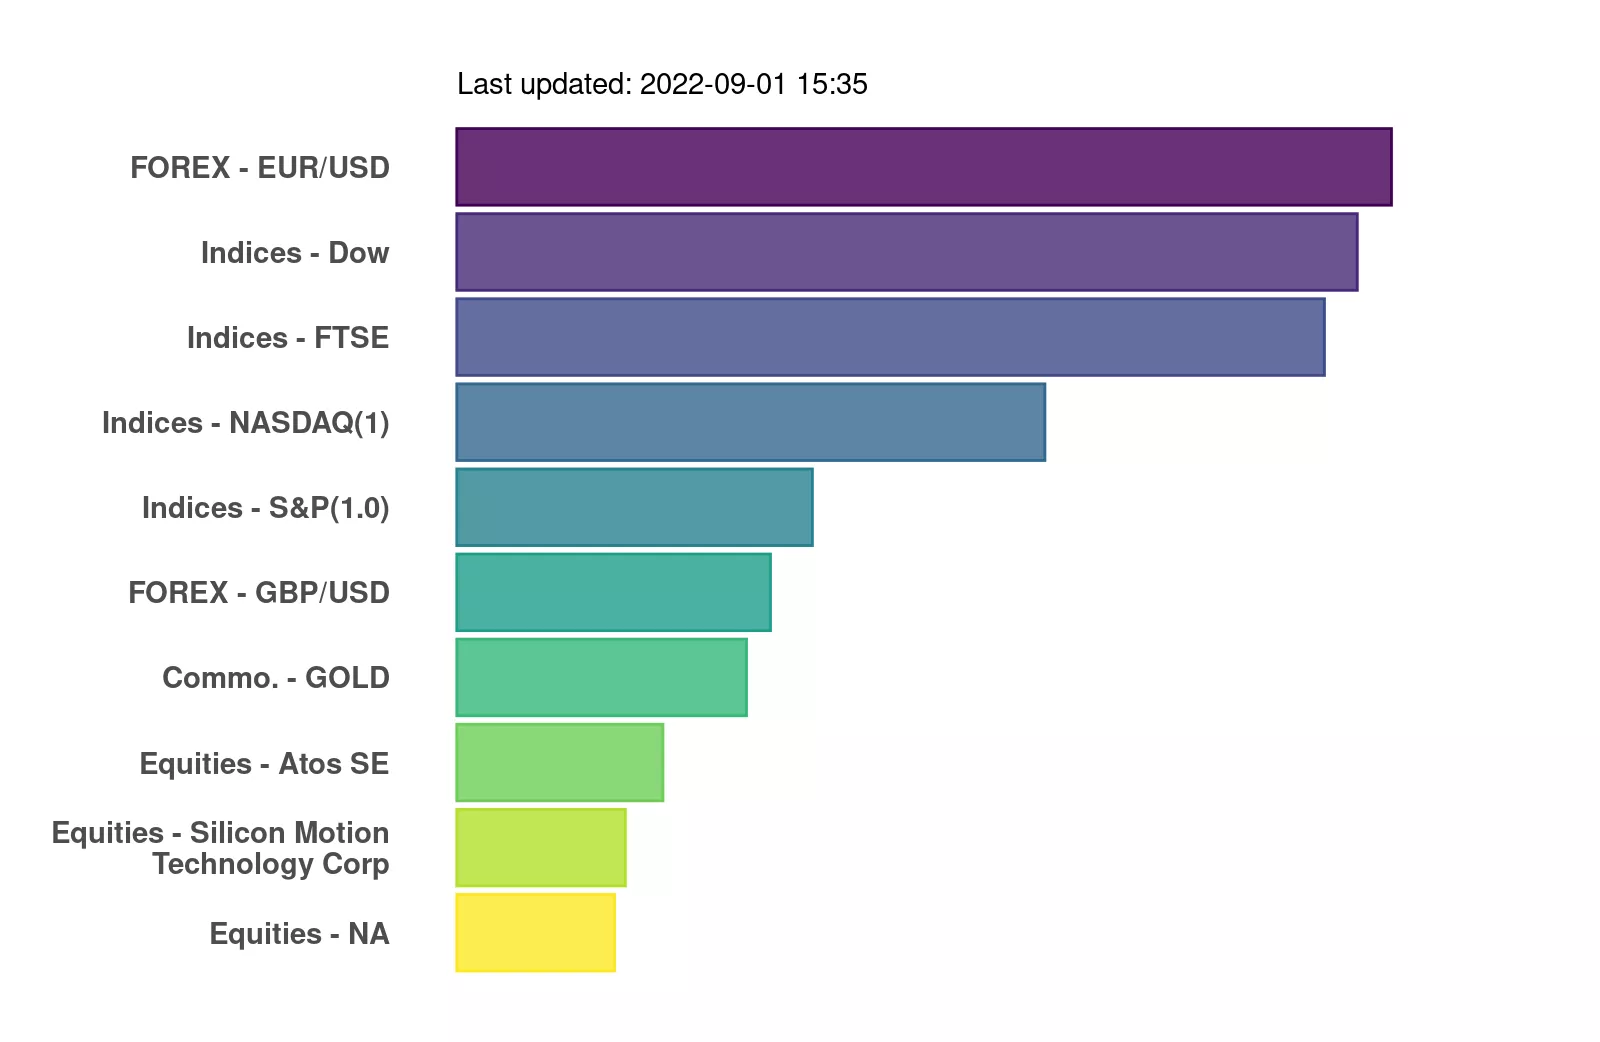 Last updated: 2022-09-01 15:35
FOREX - EUR/USD
Indices - Dow
Indices - FTSE
Indices - NASDAQ(1)
Indices - S&P(1.0)
FOREX - GBP/USD
Commo. - GOLD
Equities - Atos SE
Equities - Silicon Motion
Technology Corp
Equities - NA